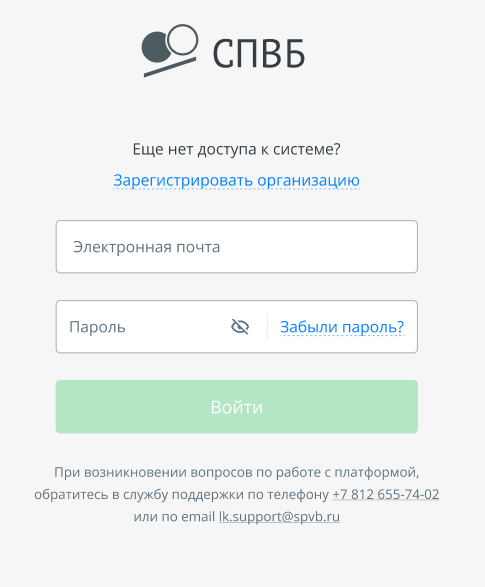 СПВБ
Еще нет доступа к системе?
Зарегистрировать организацию
Электронная почта
Пароль
Забыли пароль?
Войти
При возникновении вопросов по работе с платформой,
обратитесь в службу поддержки по телефону +7 812 655-74-02
или по email lk.support@spvb.ru